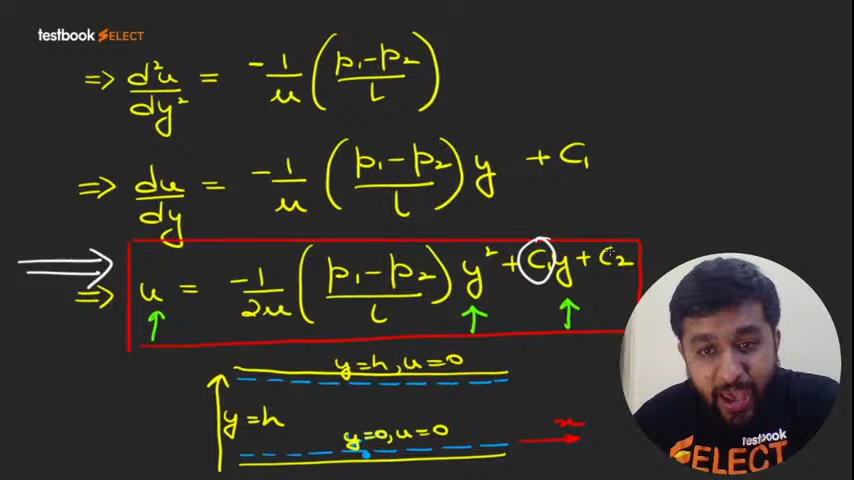 testbook SELECT
=> d²u/dy² = -1/μ (p₁-p₂/l)
=> du/dy = -1/μ (p₁-p₂/l) y + C₁
=> u = -1/2μ (p₁-p₂/l) y² + C₁y + C₂
y=h, u=0
y=h
y=0, u=0
x
testbook
SELECT